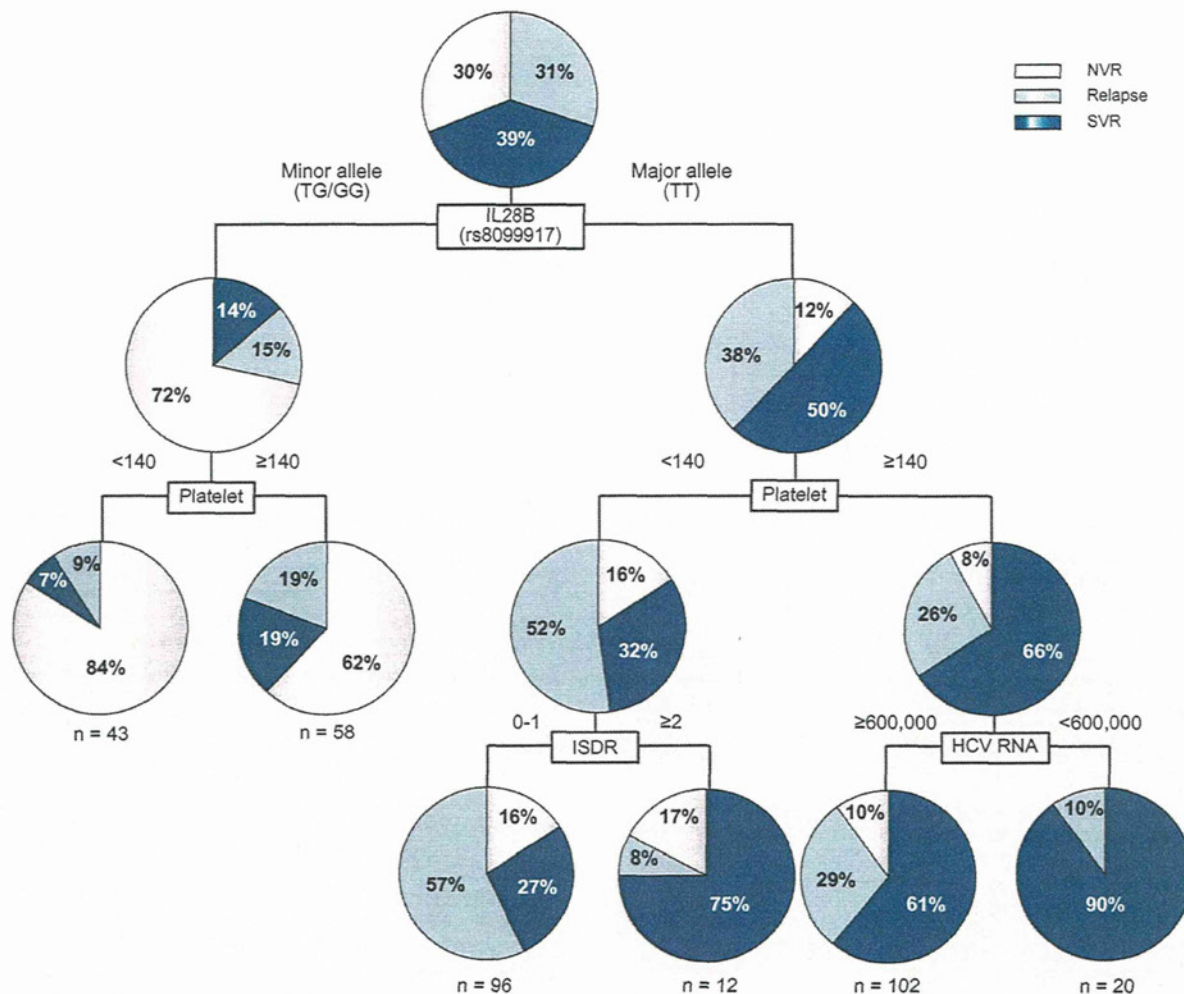 30%
31%
39%
NVR
Relapse
SVR
Minor allele
(TG/GG)
Major allele
(TT)
IL28B
(rs8099917)
14%
15%
72%
12%
38%
50%
<140
≥140
Platelet
<140
≥140
Platelet
9%
7%
84%
n = 43
19%
19%
62%
n = 58
16%
52%
32%
8%
26%
66%
0-1
≥2
ISDR
≥600,000
<600,000
HCV RNA
16%
57%
27%
n = 96
17%
8%
75%
n = 12
10%
29%
61%
n = 102
10%
90%
n = 20